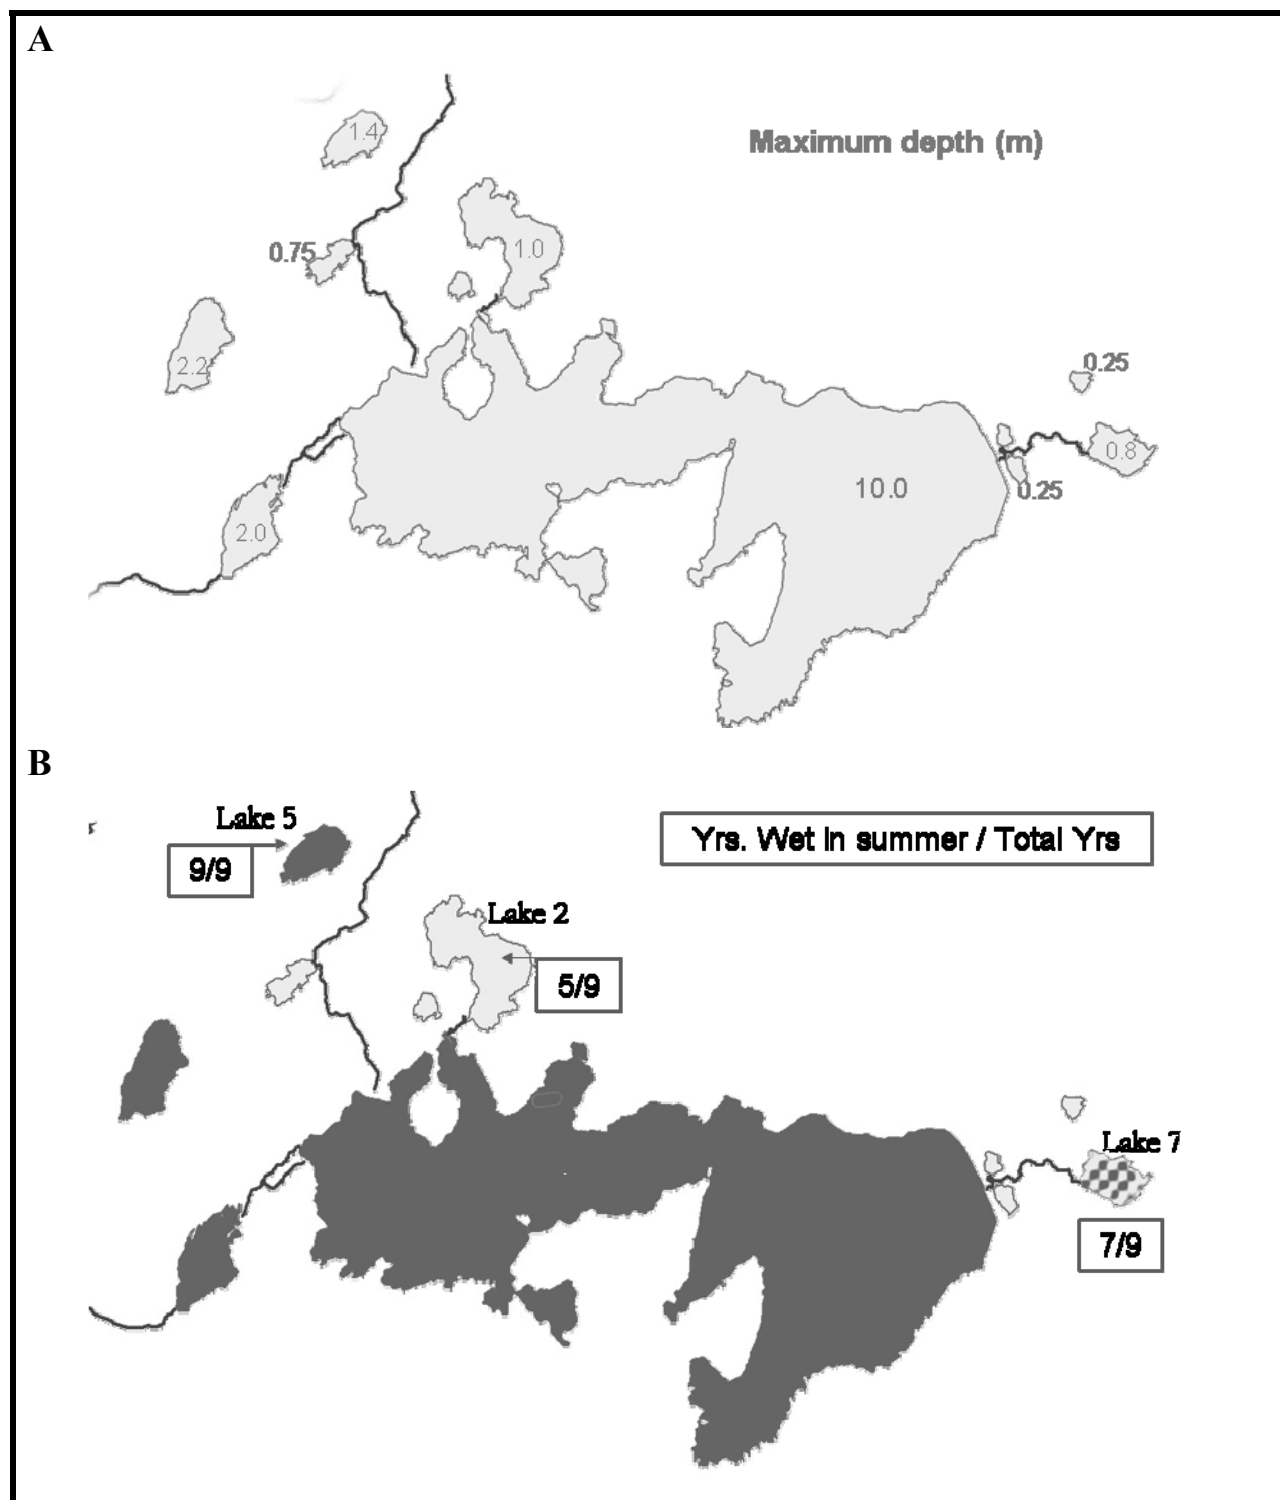 A
1.4
Maximum depth (m)
0.75
1.0
2.2
0.25
0.8
10.0
0.25
2.0
B
Lake 5
9/9
Yrs. Wet in summer / Total Yrs
Lake 2
5/9
Lake 7
7/9